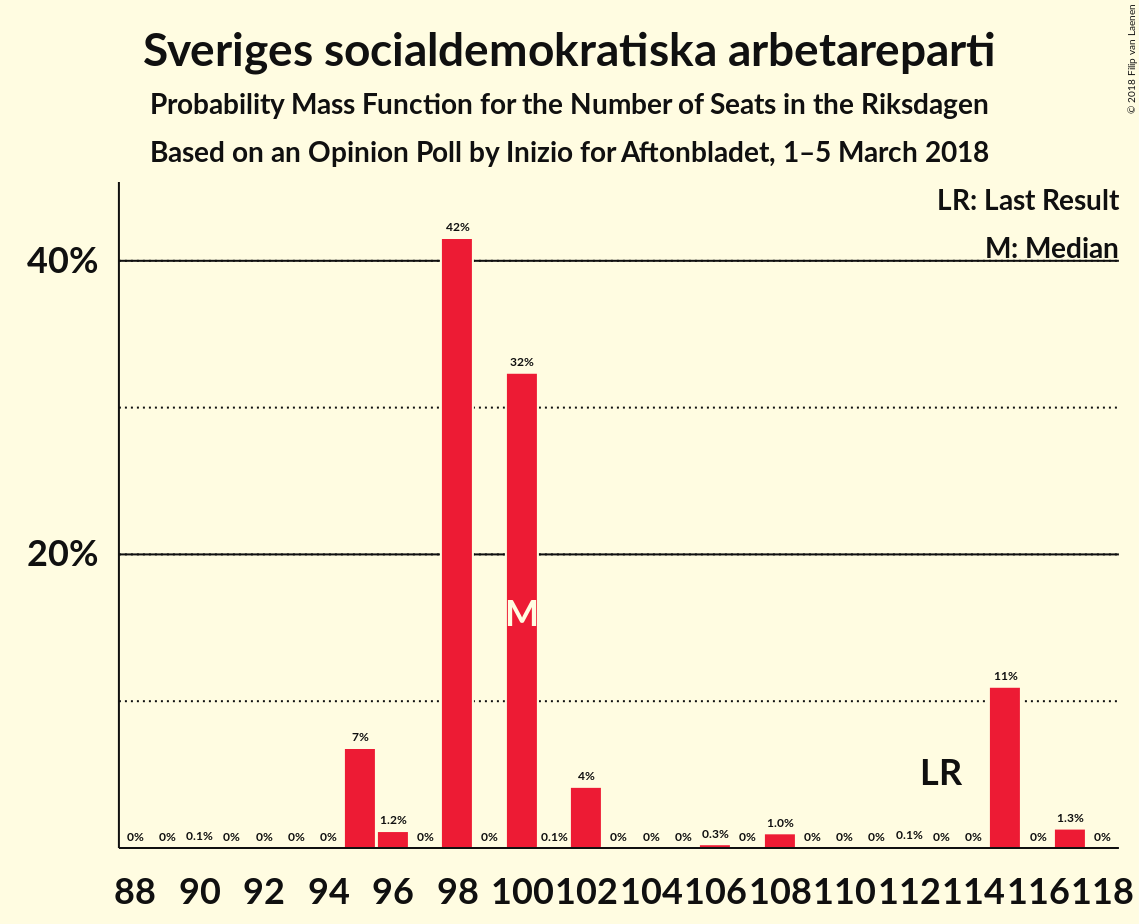 © 2018 Filip van Laenen
Sveriges socialdemokratiska arbetareparti
Probability Mass Function for the Number of Seats in the Riksdagen
Based on an Opinion Poll by Inizio for Aftonbladet, 1–5 March 2018
LR: Last Result
M: Median
40%
20%
0% 0% 0.1% 0% 0% 0% 0% 7% 1.2% 0% 42% 0% 32% 0.1% 4% 0% 0% 0% 0.3% 0% 1.0% 0% 0% 0% 0.1% 0% 0% 11% 0% 1.3% 0%
M
LR
88 90 92 94 96 98 100 102 104 106 108 110 112 114 116 118